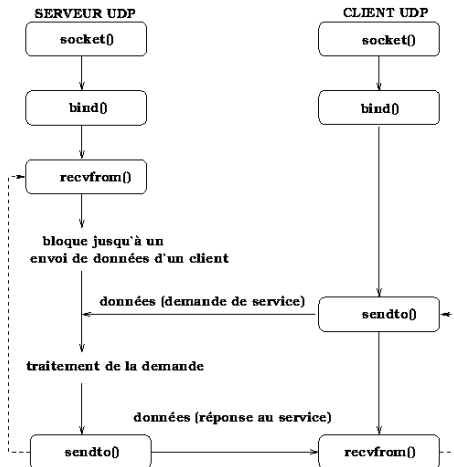 SERVEUR UDP
CLIENT UDP
socket()
socket()
bind()
bind()
recvfrom()
bloque jusqu'à un
envoi de données d'un client
données (demande de service)
sendto()
traitement de la demande
données (réponse au service)
sendto()
recvfrom()